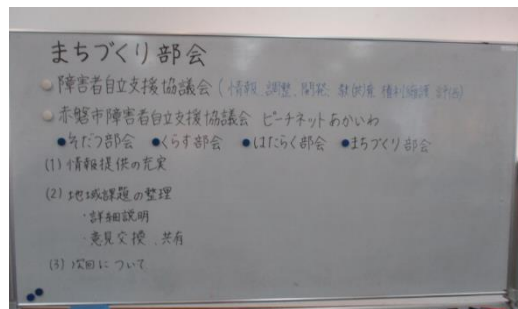 まちづくり部会
障害者自立支援協議会(情報、調整、開発、教育、権利擁護、評価)
赤磐市障害者自立支援協議会 ピーチネットあかいわ
●そだつ部会 ●くらす部会 ●はたらく部会 ●まちづくり部会
(1) 情報提供の充実
(2) 地域課題の整理
・詳細説明
・意見交換、共有
(3) 次回について